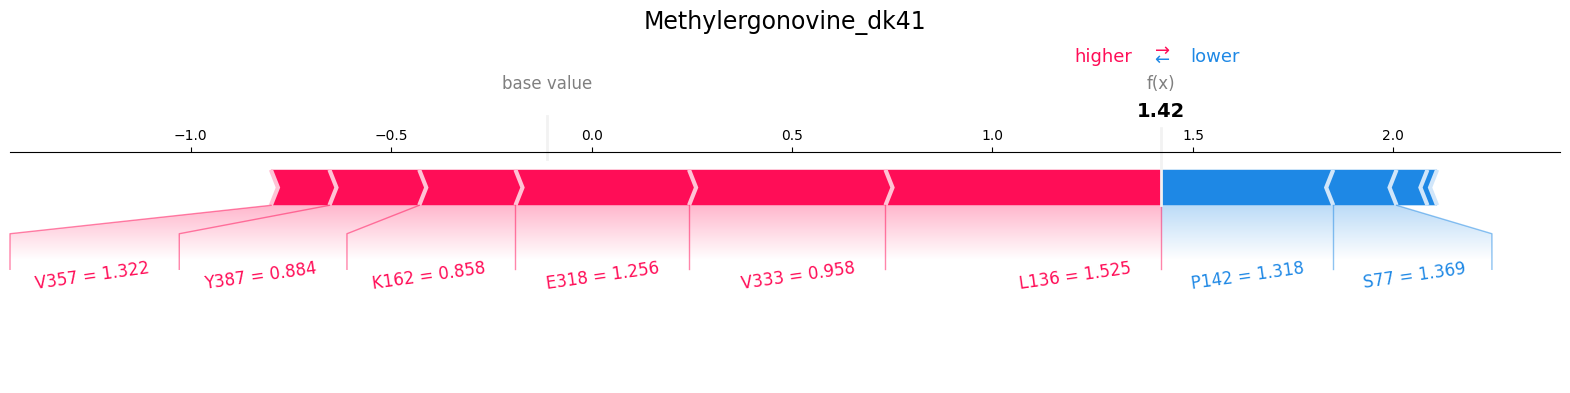 Methylergonovine_dk41
higher ⇄ lower
base value f(x)
1.42
−1.0 −0.5 0.0 0.5 1.0 1.5 2.0
V357 = 1.322 Y387 = 0.884 K162 = 0.858 E318 = 1.256 V333 = 0.958 L136 = 1.525 P142 = 1.318 S77 = 1.369